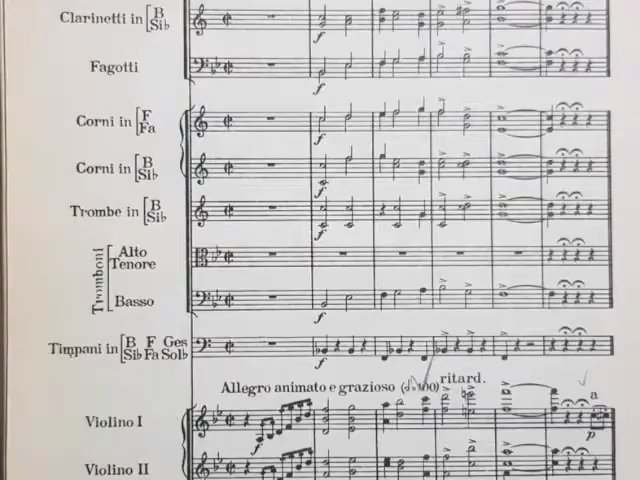 Clarinetti in [B
Sib
Fagotti
Corni in [F
Fa
f
Corni in [B
Sib
Trombe in [B
Sib
f
Tromboni
Alto
Tenore
Basso
f
Timpani in [B F Ges
Sib Fa Solb
f
Allegro animato e grazioso (♩=100) ritard.
a
Violino I
f
p
Violino II